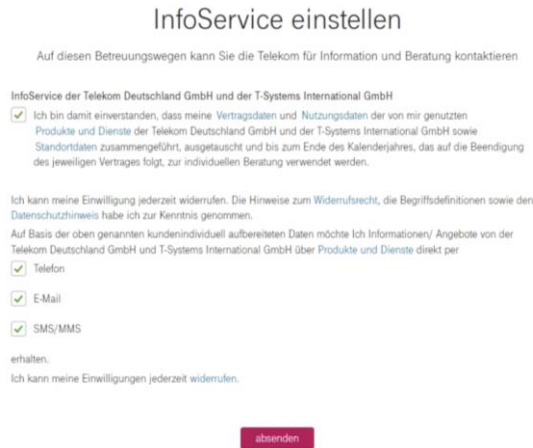 InfoService einstellen
Auf diesen Betreuungswegen kann Sie die Telekom für Information und Beratung kontaktieren
InfoService der Telekom Deutschland GmbH und der T-Systems International GmbH
Ich bin damit einverstanden, dass meine Vertragsdaten und Nutzungsdaten der von mir genutzten
Produkte und Dienste der Telekom Deutschland GmbH und der T-Systems International GmbH sowie
Standortdaten zusammengeführt, ausgetauscht und bis zum Ende des Kalenderjahres, das auf die Beendigung
des jeweiligen Vertrages folgt, zur individuellen Beratung verwendet werden.
Ich kann meine Einwilligung jederzeit widerrufen. Die Hinweise zum Widerrufsrecht, die Begriffsdefinitionen sowie den
Datenschutzhinweis habe ich zur Kenntnis genommen.
Auf Basis der oben genannten kundenindividuell aufbereiteten Daten möchte Ich Informationen/ Angebote von der
Telekom Deutschland GmbH und T-Systems International GmbH über Produkte und Dienste direkt per
Telefon
E-Mail
SMS/MMS
erhalten.
Ich kann meine Einwilligungen jederzeit widerrufen.
absenden